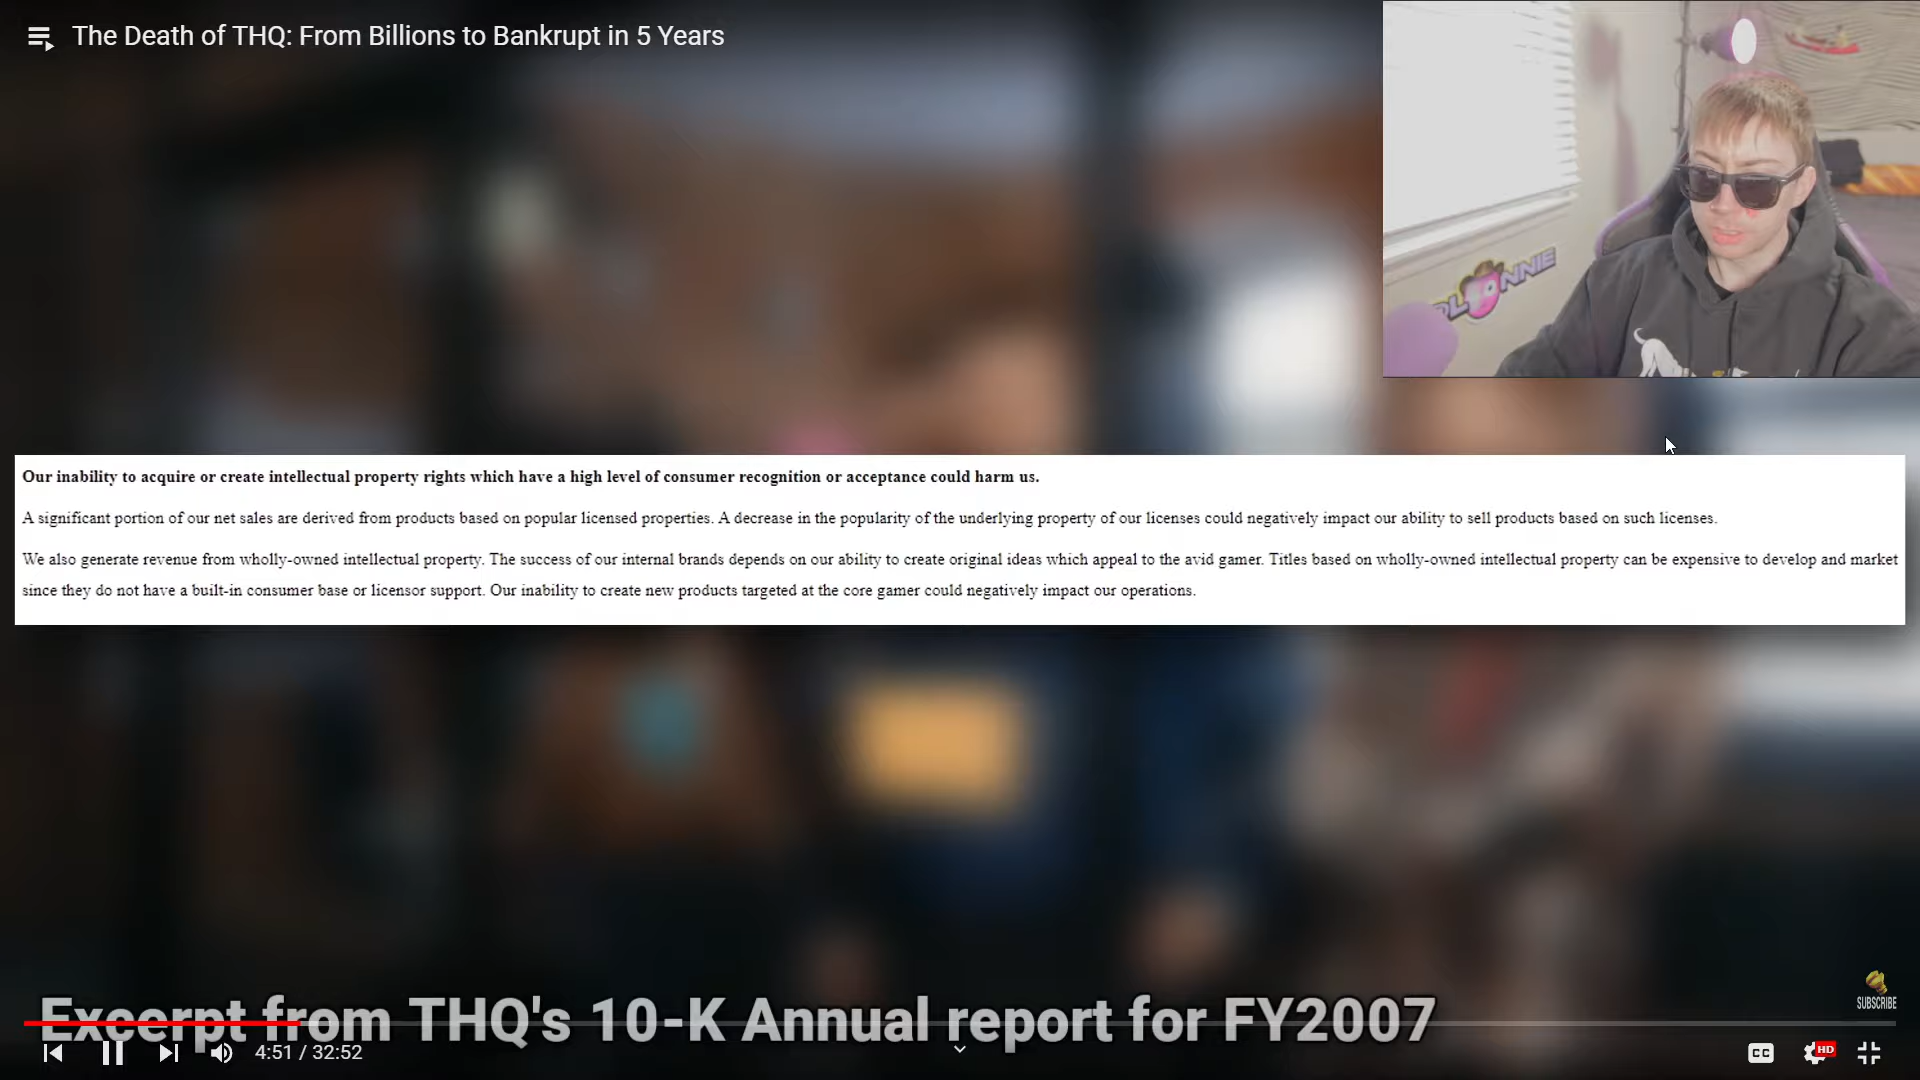 The Death of THQ: From Billions to Bankrupt in 5 Years
Our inability to acquire or create intellectual property rights which have a high level of consumer recognition or acceptance could harm us.
A significant portion of our net sales are derived from products based on popular licensed properties. A decrease in the popularity of the underlying property of our licenses could negatively impact our ability to sell products based on such licenses.
We also generate revenue from wholly-owned intellectual property. The success of our internal brands depends on our ability to create original ideas which appeal to the avid gamer. Titles based on wholly-owned intellectual property can be expensive to develop and market
since they do not have a built-in consumer base or licensor support. Our inability to create new products targeted at the core gamer could negatively impact our operations.
SUBSCRIBE
Excerpt from THQ's 10-K Annual report for FY2007
4:51 / 32:52
CC
HD